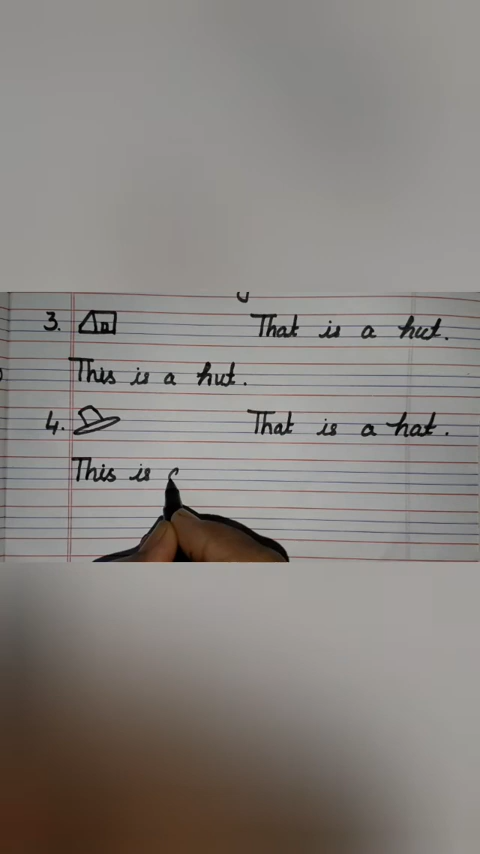 3. That is a hut.
This is a hut.
4. That is a hat.
This is